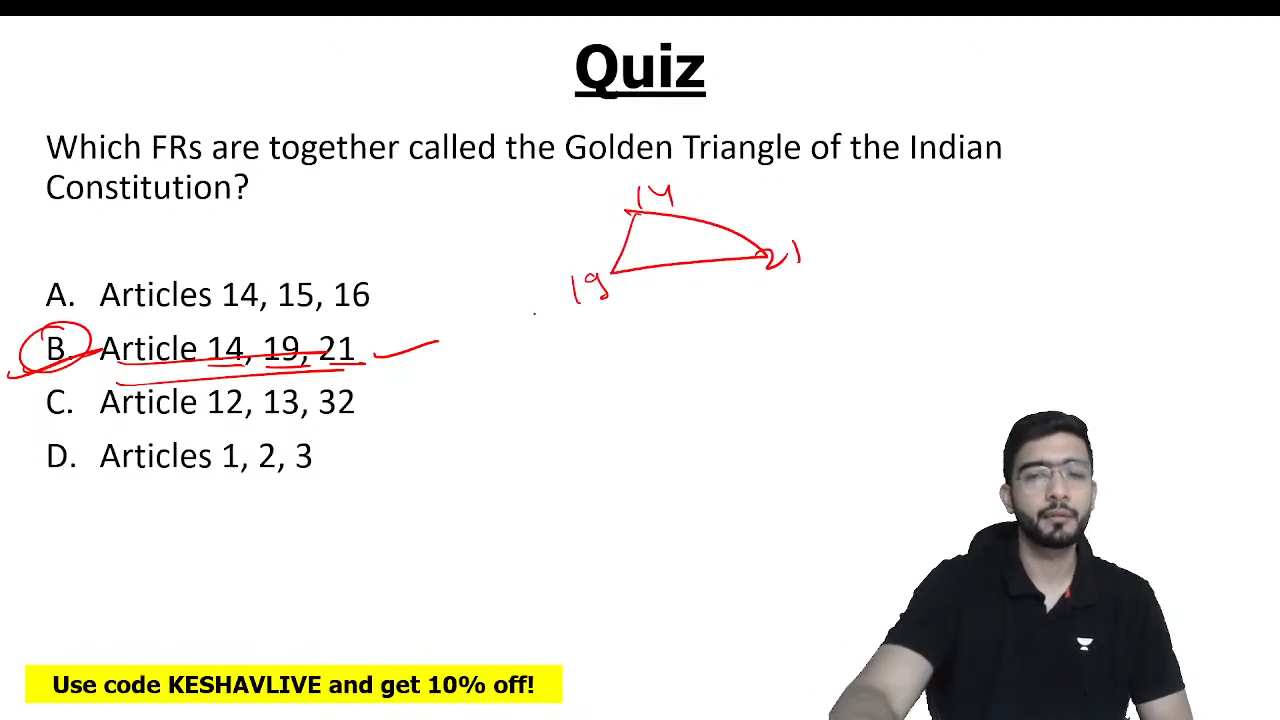 Quiz
Which FRs are together called the Golden Triangle of the Indian
Constitution?
14
21
19
A. Articles 14, 15, 16
B. Article 14, 19, 21
C. Article 12, 13, 32
D. Articles 1, 2, 3
Use code KESHAVLIVE and get 10% off!